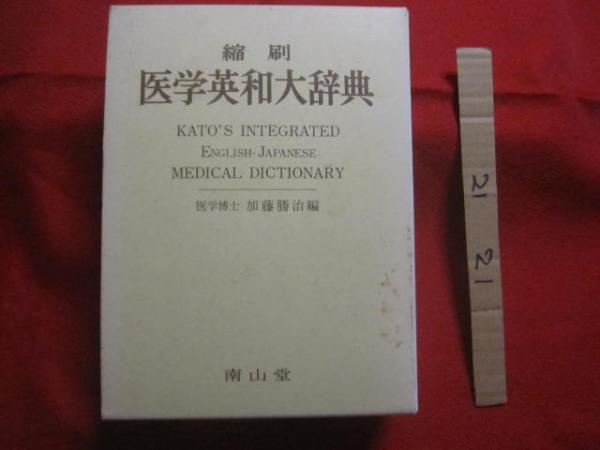 縮刷
医学英和大辞典
KATO'S INTEGRATED
ENGLISH-JAPANESE
MEDICAL DICTIONARY
医学博士 加藤勝治編
南山堂
21
21